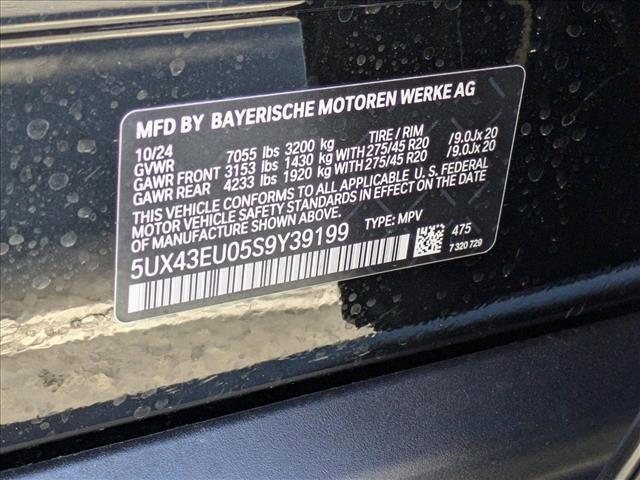 MFD BY BAYERISCHE MOTOREN WERKE AG
10/24 TIRE / RIM
GVWR 7055 lbs 3200 kg
GAWR FRONT 3153 lbs 1430 kg WITH 275/45 R20 /9.0Jx20
GAWR REAR 4233 lbs 1920 kg WITH 275/45 R20 /9.0Jx 20
THIS VEHICLE CONFORMS TO ALL APPLICABLE U. S. FEDERAL
MOTOR VEHICLE SAFETY STANDARDS IN EFFECT ON THE DATE
OF MANUFACTURE SHOWN ABOVE.
5UX43EU05S9Y39199 TYPE: MPV 475
7 320 729